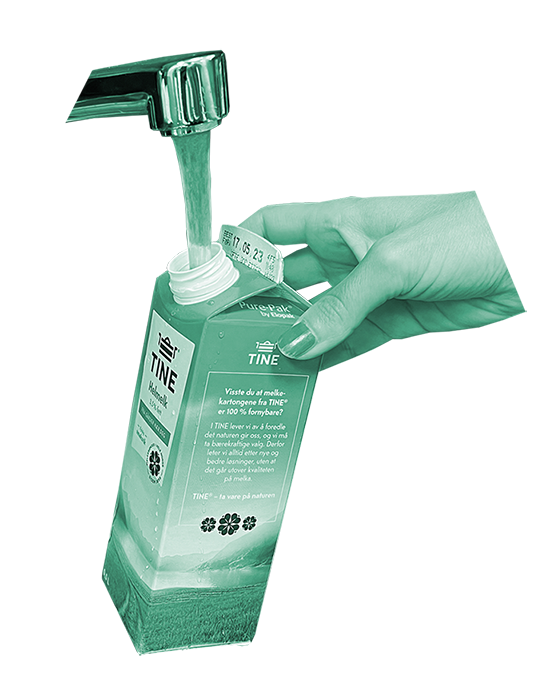 BEST
FØR
17.05.23
Pure-Pak®
by Elopak
TINE
Visste du at melke-
kartongene fra TINE®
er 100 % fornybare?
I TINE lever vi av å foredle
det naturen gir oss, og vi må
ta bærekraftige valg. Derfor
leter vi alltid etter nye og
bedre løsninger, uten at
det går utover kvaliteten
på melka.
TINE® – ta vare på naturen
TINE
Helmelk